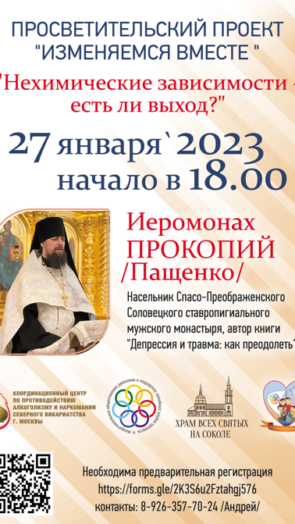 ПРОСВЕТИТЕЛЬСКИЙ ПРОЕКТ
"ИЗМЕНЯЕМСЯ ВМЕСТЕ "
"Нехимические зависимости -
есть ли выход?"
27 января` 2023
начало в 18.00
Иеромонах
ПРОКОПИЙ
/Пащенко/
Насельник Спасо-Преображенского
Соловецкого ставропигиального
мужского монастыря, автор книги
"Депрессия и травма: как преодолеть?
КООРДИНАЦИОННЫЙ ЦЕНТР
ПО ПРОТИВОДЕЙСТВИЮ
АЛКОГОЛИЗМУ И НАРКОМАНИИ
СЕВЕРНОГО ВИКАРИАТСТВА
Г. МОСКВЫ
ХРАМ ВСЕХ СВЯТЫХ
НА СОКОЛЕ
Необходима предварительная регистрация
https://forms.gle/2K3S6u2Fztahgj576
контакты: 8-926-357-70-24 /Андрей/